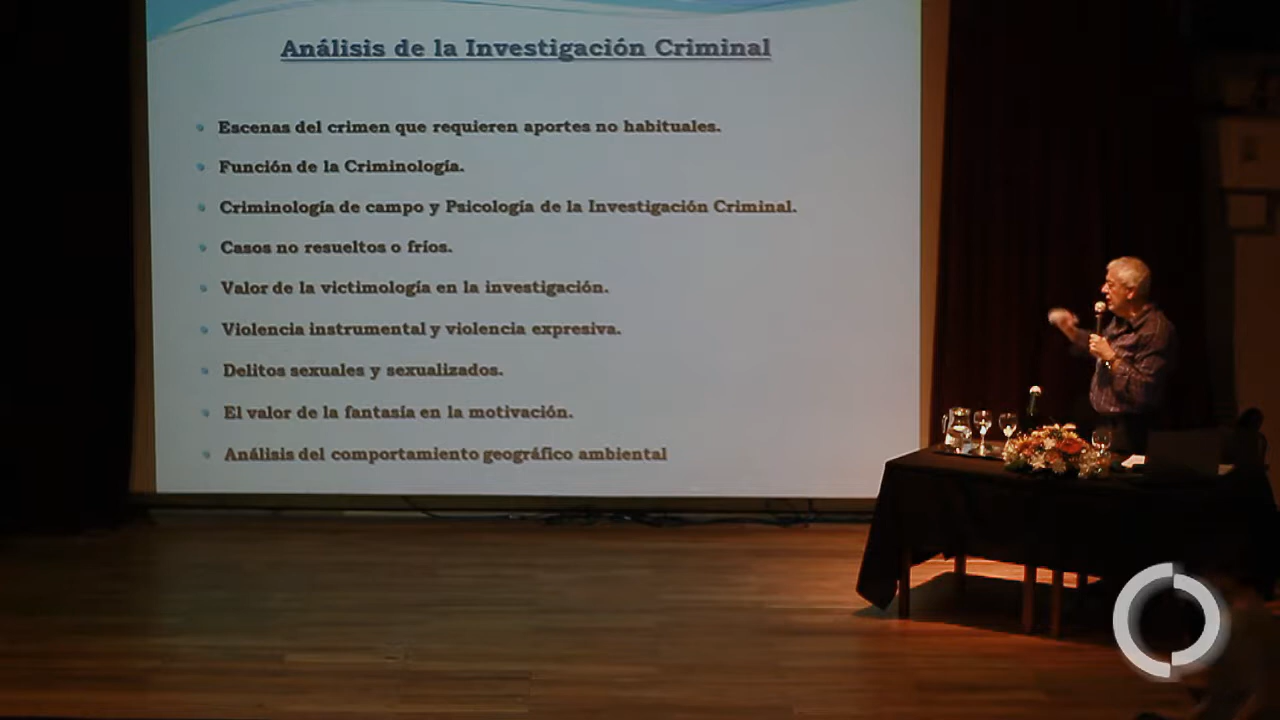 Análisis de la Investigación Criminal
Escenas del crimen que requieren aportes no habituales.
Función de la Criminología.
Criminología de campo y Psicología de la Investigación Criminal.
Casos no resueltos o fríos.
Valor de la victimología en la investigación.
Violencia instrumental y violencia expresiva.
Delitos sexuales y sexualizados.
El valor de la fantasía en la motivación.
Análisis del comportamiento geográfico ambiental